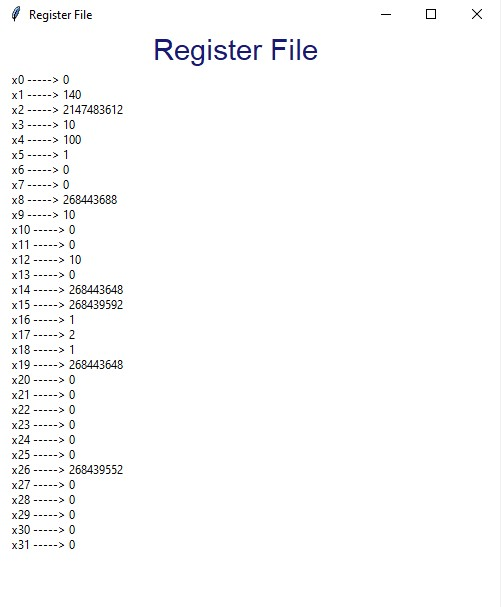 Register File
Register File
x0 -----> 0
x1 -----> 140
x2 -----> 2147483612
x3 -----> 10
x4 -----> 100
x5 -----> 1
x6 -----> 0
x7 -----> 0
x8 -----> 268443688
x9 -----> 10
x10 -----> 0
x11 -----> 0
x12 -----> 10
x13 -----> 0
x14 -----> 268443648
x15 -----> 268439592
x16 -----> 1
x17 -----> 2
x18 -----> 1
x19 -----> 268443648
x20 -----> 0
x21 -----> 0
x22 -----> 0
x23 -----> 0
x24 -----> 0
x25 -----> 0
x26 -----> 268439552
x27 -----> 0
x28 -----> 0
x29 -----> 0
x30 -----> 0
x31 -----> 0